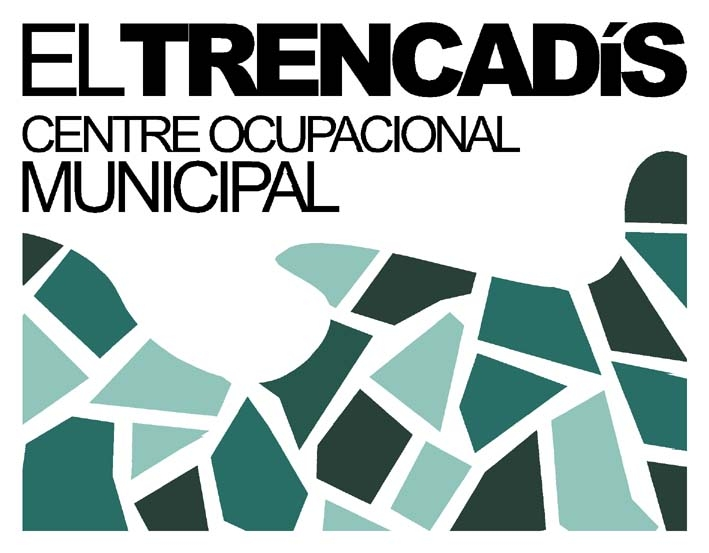 EL TRENCADíS
CENTRE OCUPACIONAL
MUNICIPAL